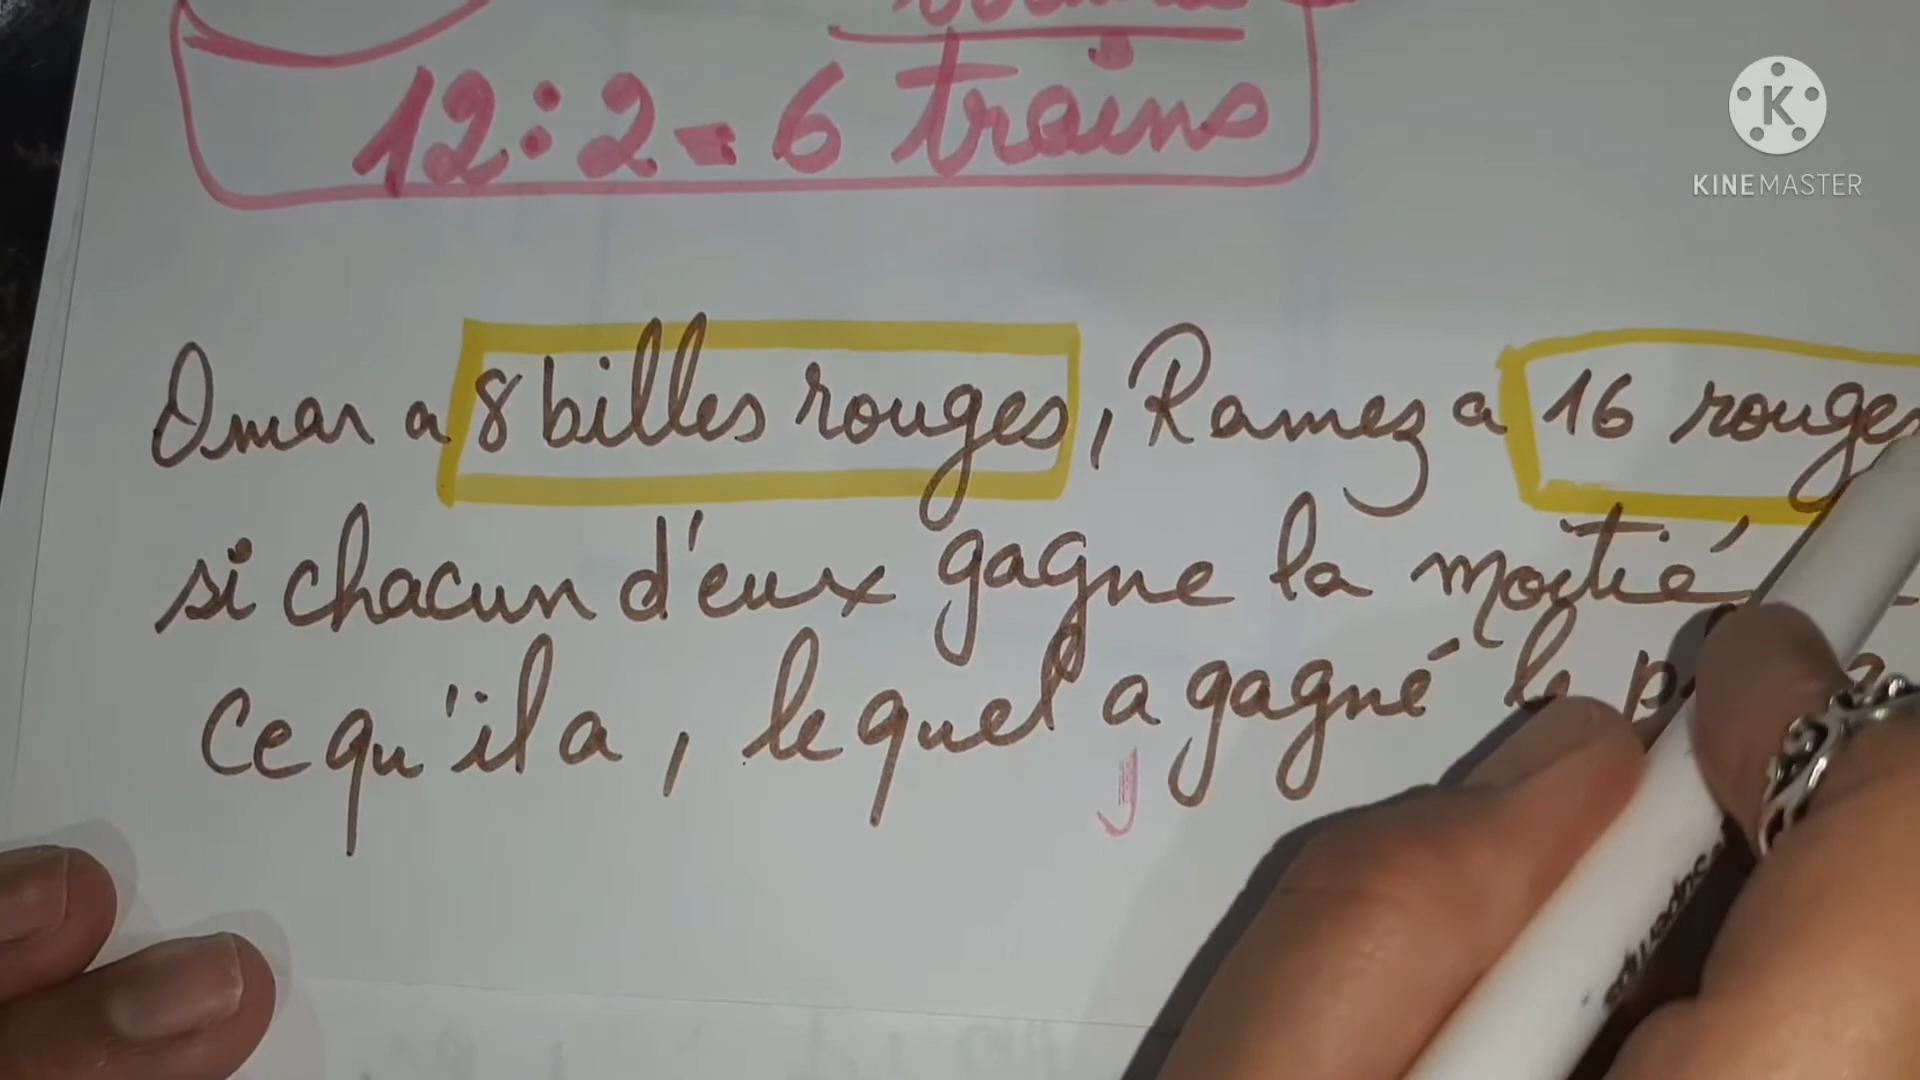 12:2=6 trains
KINEMASTER
Omar a 8 billes rouges, Ramez a 16 rouges
si chacun d'eux gagne la moitié
ce qu'il a, lequel a gagné le